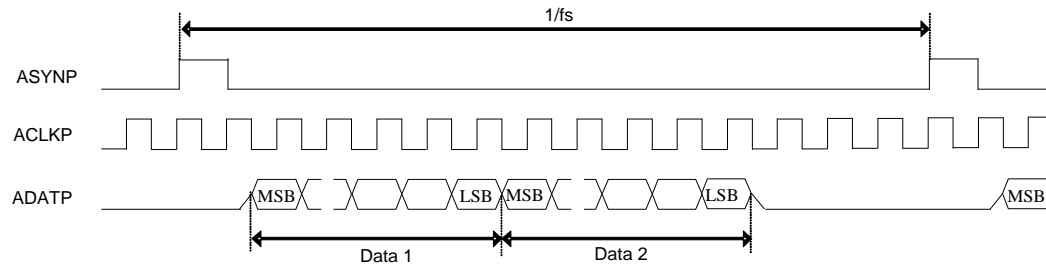 1/fs
ASYNP
ACLKP
ADATP
MSB LSB MSB LSB MSB
Data 1 Data 2